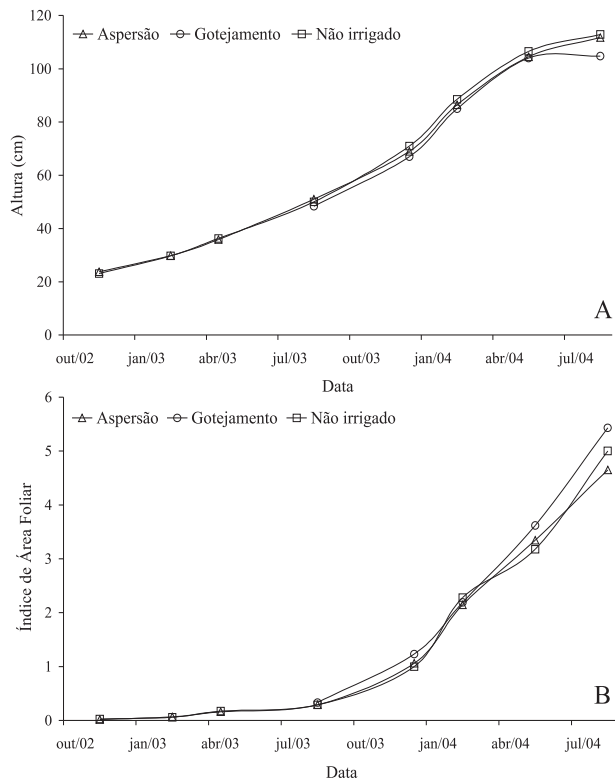 120
Aspersão Gotejamento Não irrigado
100
80
60
40
20
0
Altura (cm)
A
out/02 jan/03 abr/03 jul/03 out/03 jan/04 abr/04 jul/04
Data
6
Aspersão Gotejamento Não irrigado
5
4
3
2
1
0
Índice de Área Foliar
B
out/02 jan/03 abr/03 jul/03 out/03 jan/04 abr/04 jul/04
Data